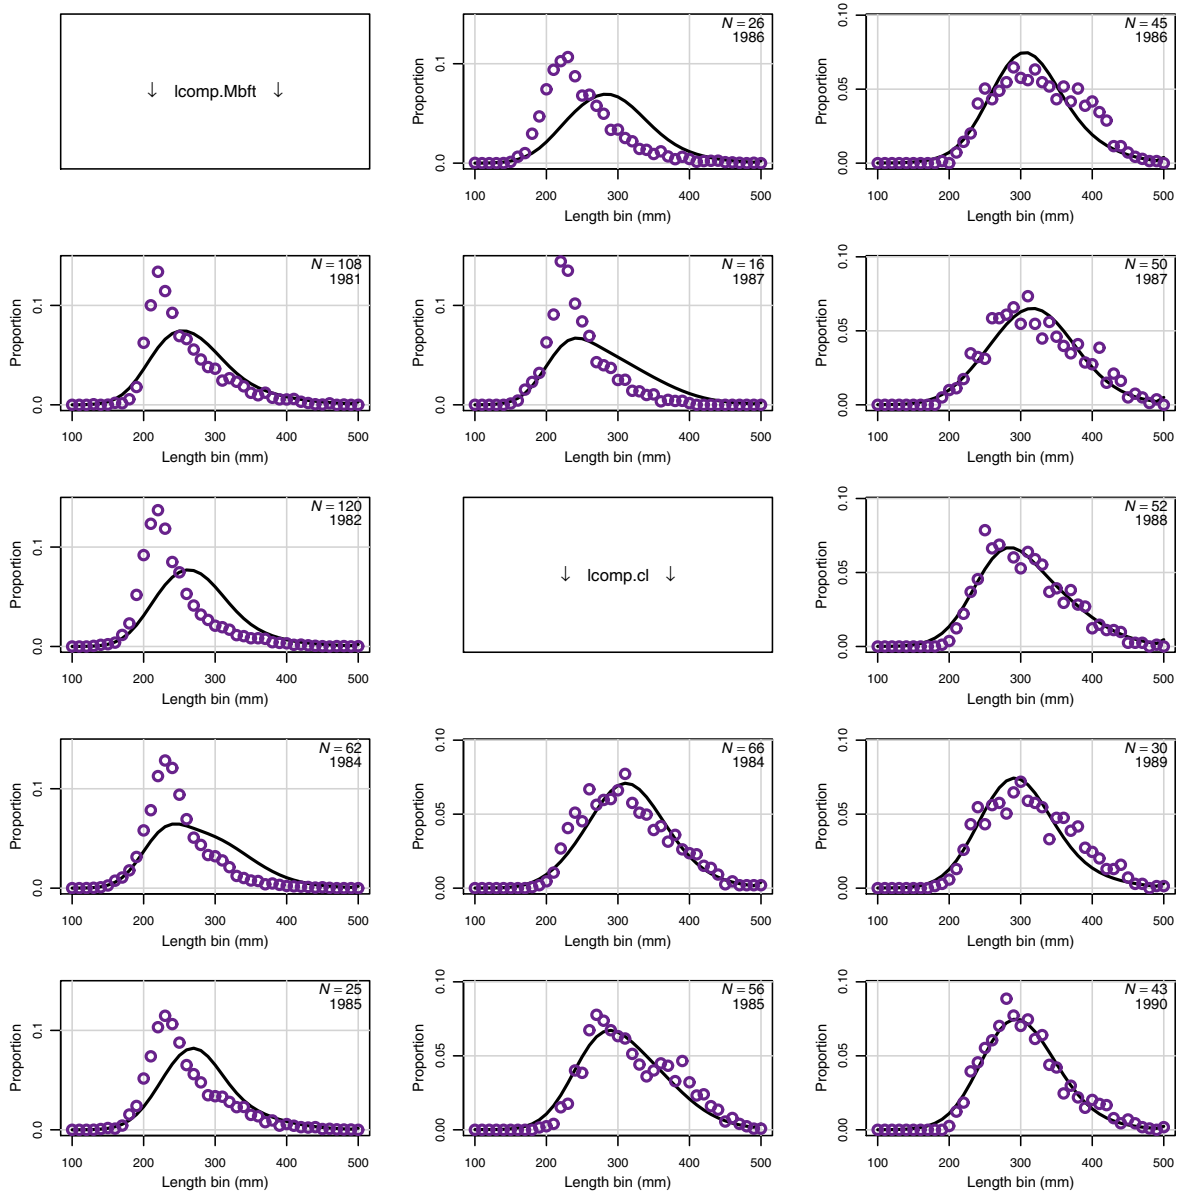 ↓ lcomp.Mbft ↓
N = 26
1986
Proportion
0.1
0.0
100 200 300 400 500
Length bin (mm)
N = 45
1986
Proportion
0.10
0.05
0.00
100 200 300 400 500
Length bin (mm)
N = 108
1981
Proportion
0.1
0.0
100 200 300 400 500
Length bin (mm)
N = 16
1987
Proportion
0.1
0.0
100 200 300 400 500
Length bin (mm)
N = 50
1987
Proportion
0.10
0.05
0.00
100 200 300 400 500
Length bin (mm)
N = 120
1982
Proportion
0.1
0.0
100 200 300 400 500
Length bin (mm)
↓ lcomp.cl ↓
N = 52
1988
Proportion
0.10
0.05
0.00
100 200 300 400 500
Length bin (mm)
N = 62
1984
Proportion
0.1
0.0
100 200 300 400 500
Length bin (mm)
N = 66
1984
Proportion
0.10
0.05
0.00
100 200 300 400 500
Length bin (mm)
N = 30
1989
Proportion
0.10
0.05
0.00
100 200 300 400 500
Length bin (mm)
N = 25
1985
Proportion
0.1
0.0
100 200 300 400 500
Length bin (mm)
N = 56
1985
Proportion
0.10
0.05
0.00
100 200 300 400 500
Length bin (mm)
N = 43
1990
Proportion
0.10
0.05
0.00
100 200 300 400 500
Length bin (mm)